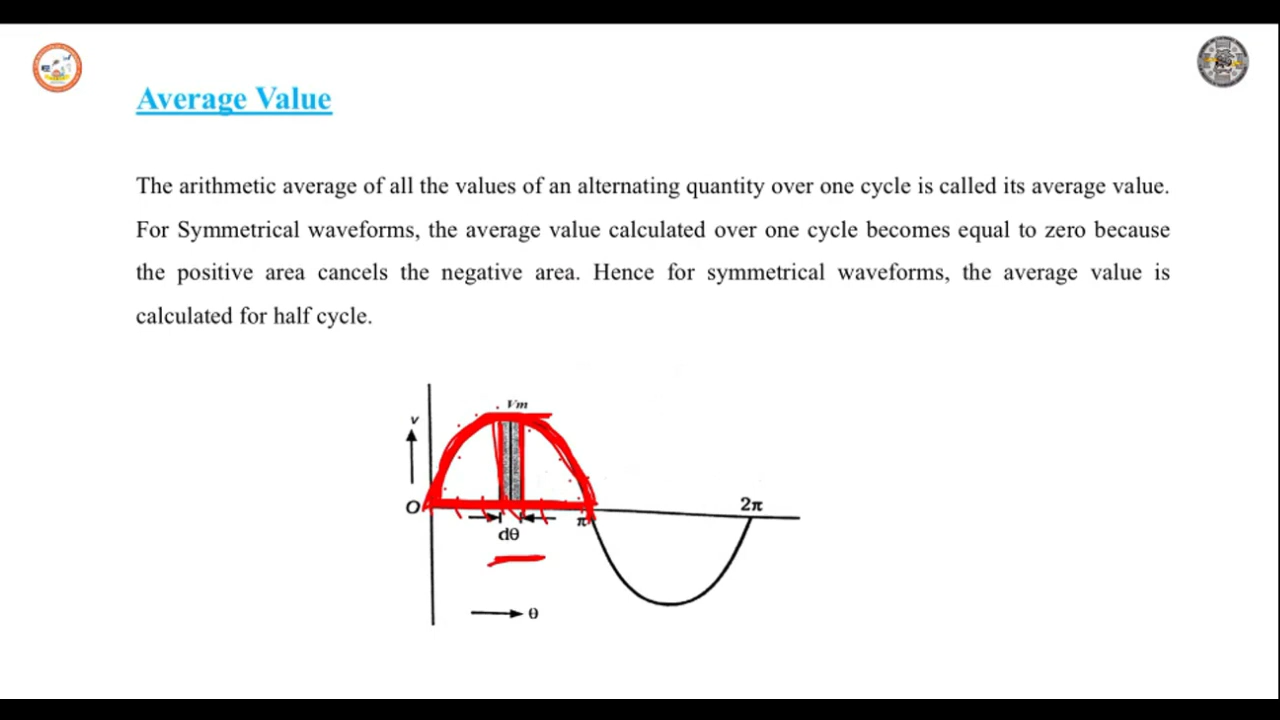 Average Value
The arithmetic average of all the values of an alternating quantity over one cycle is called its average value.
For Symmetrical waveforms, the average value calculated over one cycle becomes equal to zero because
the positive area cancels the negative area. Hence for symmetrical waveforms, the average value is
calculated for half cycle.
Vm
v
O
π
2π
dθ
θ